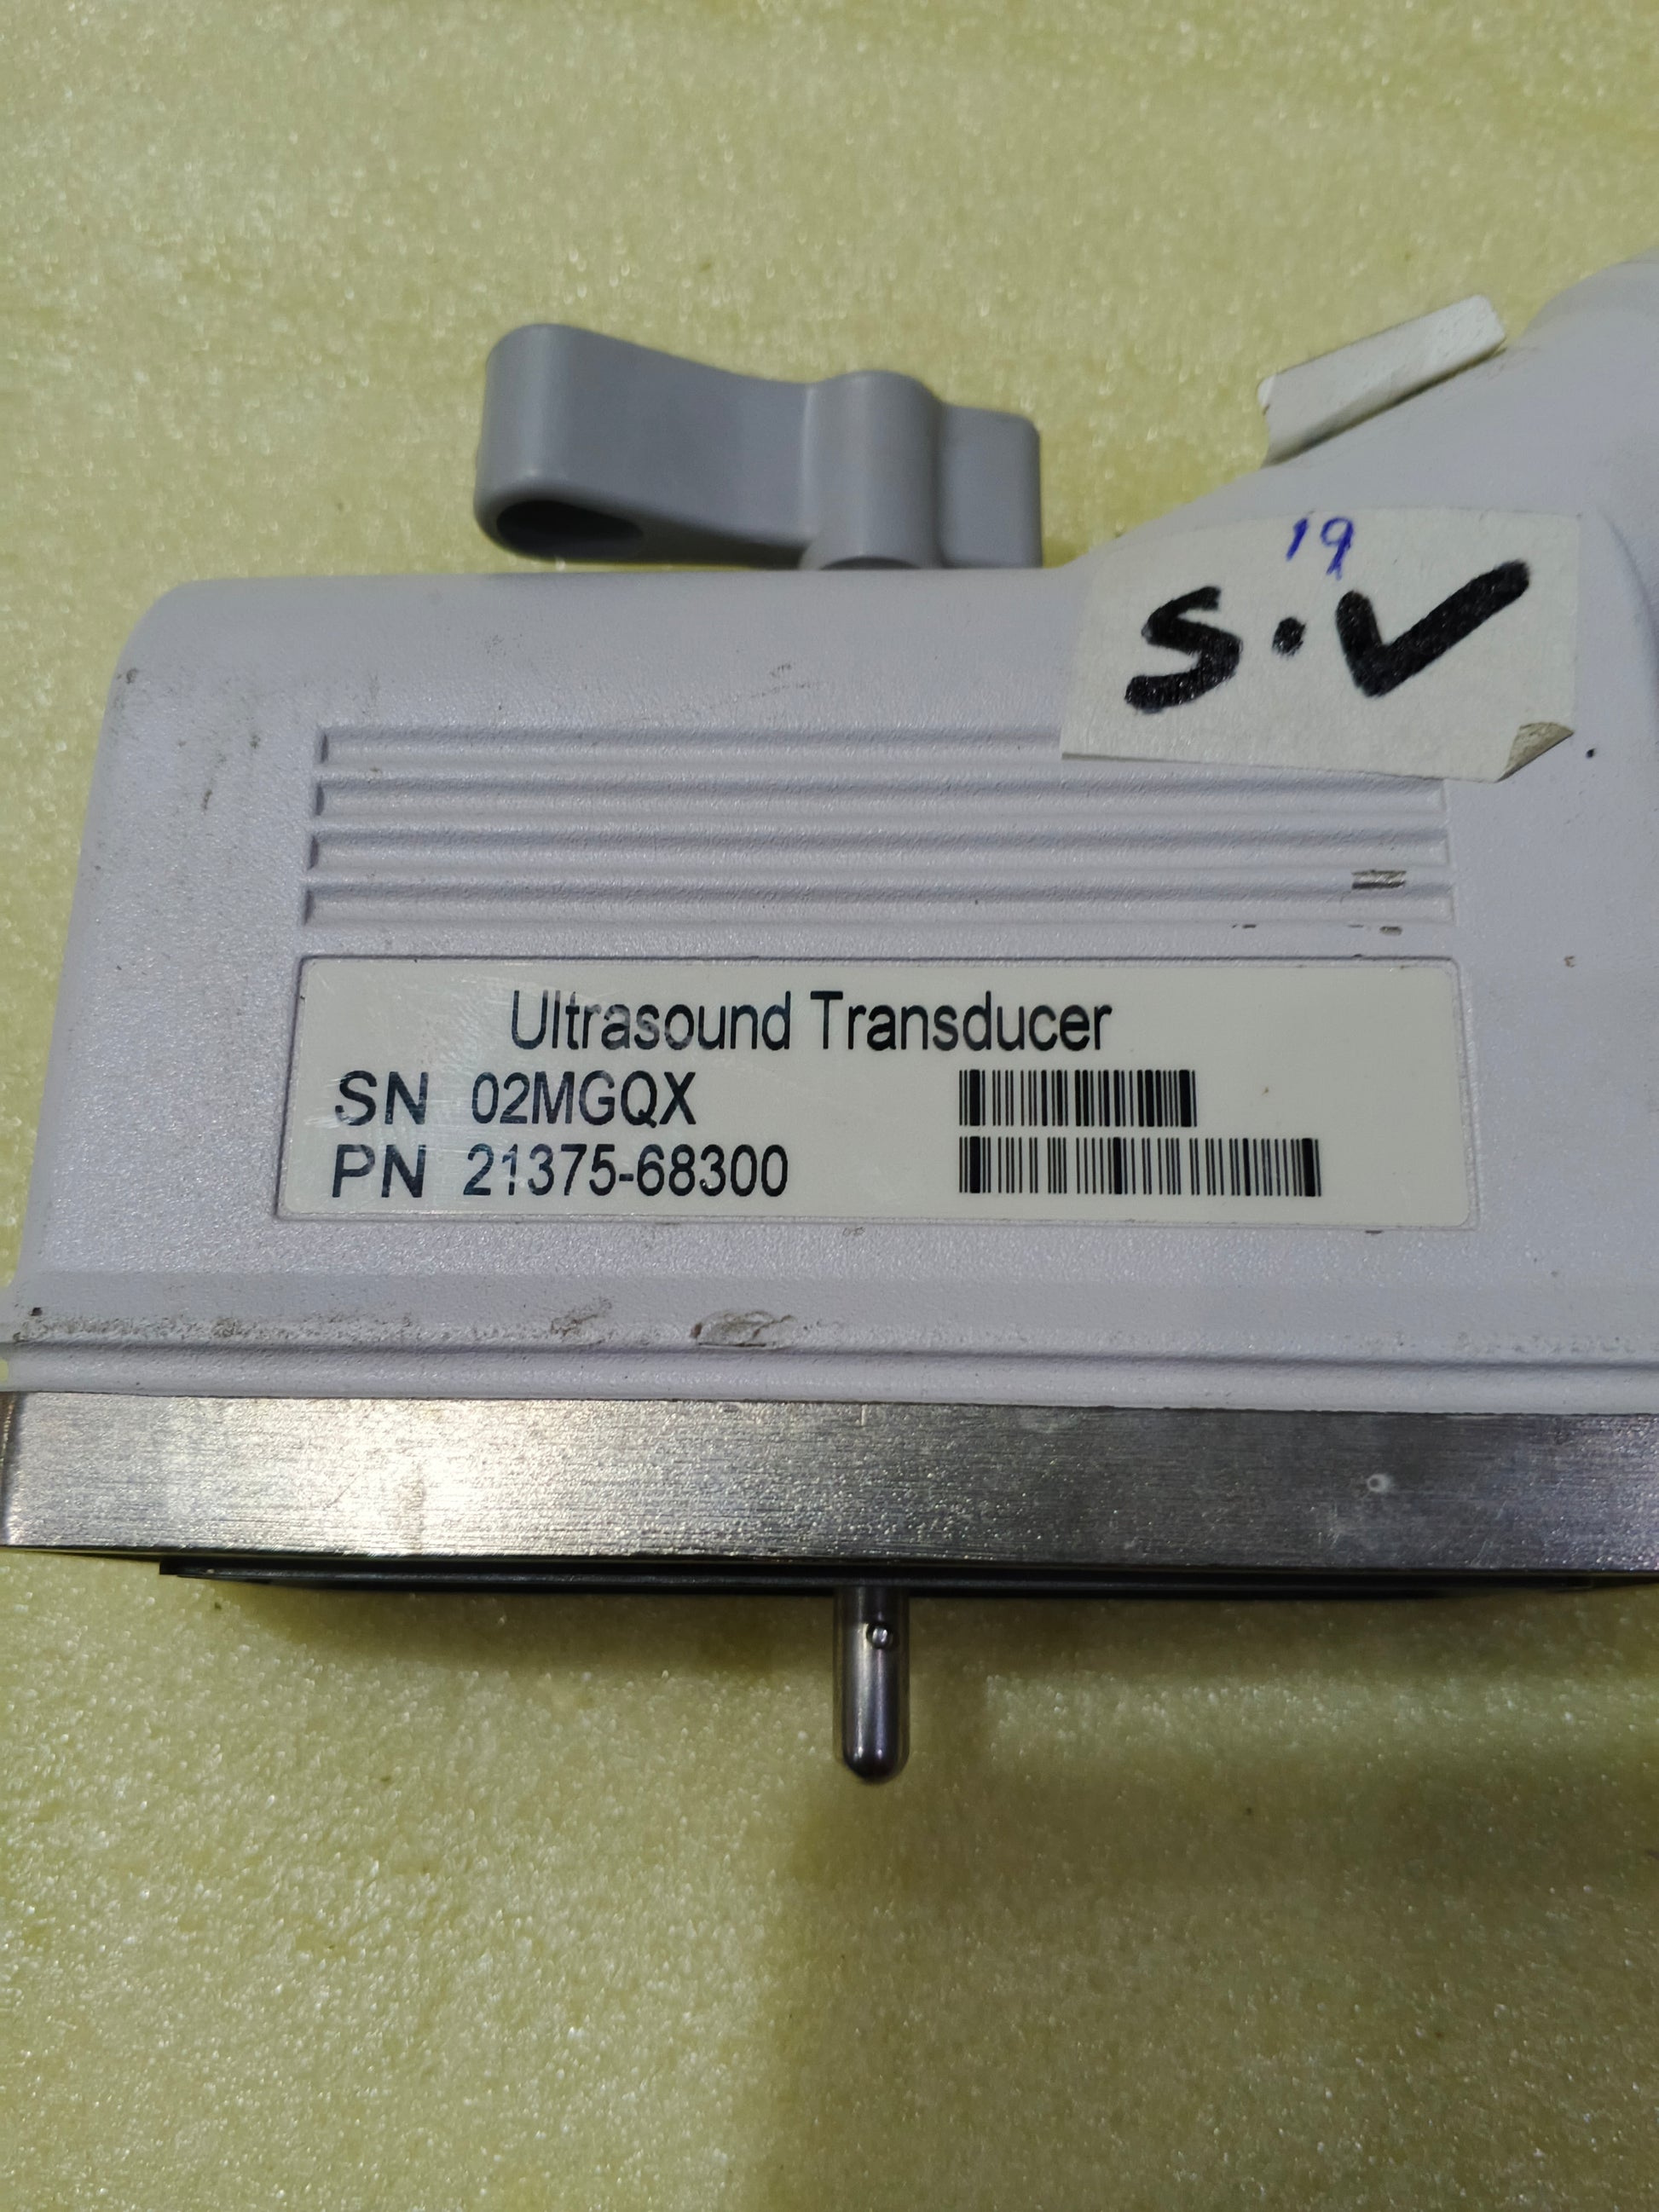 19
S.V
Ultrasound Transducer
SN 02MGQX
PN 21375-68300